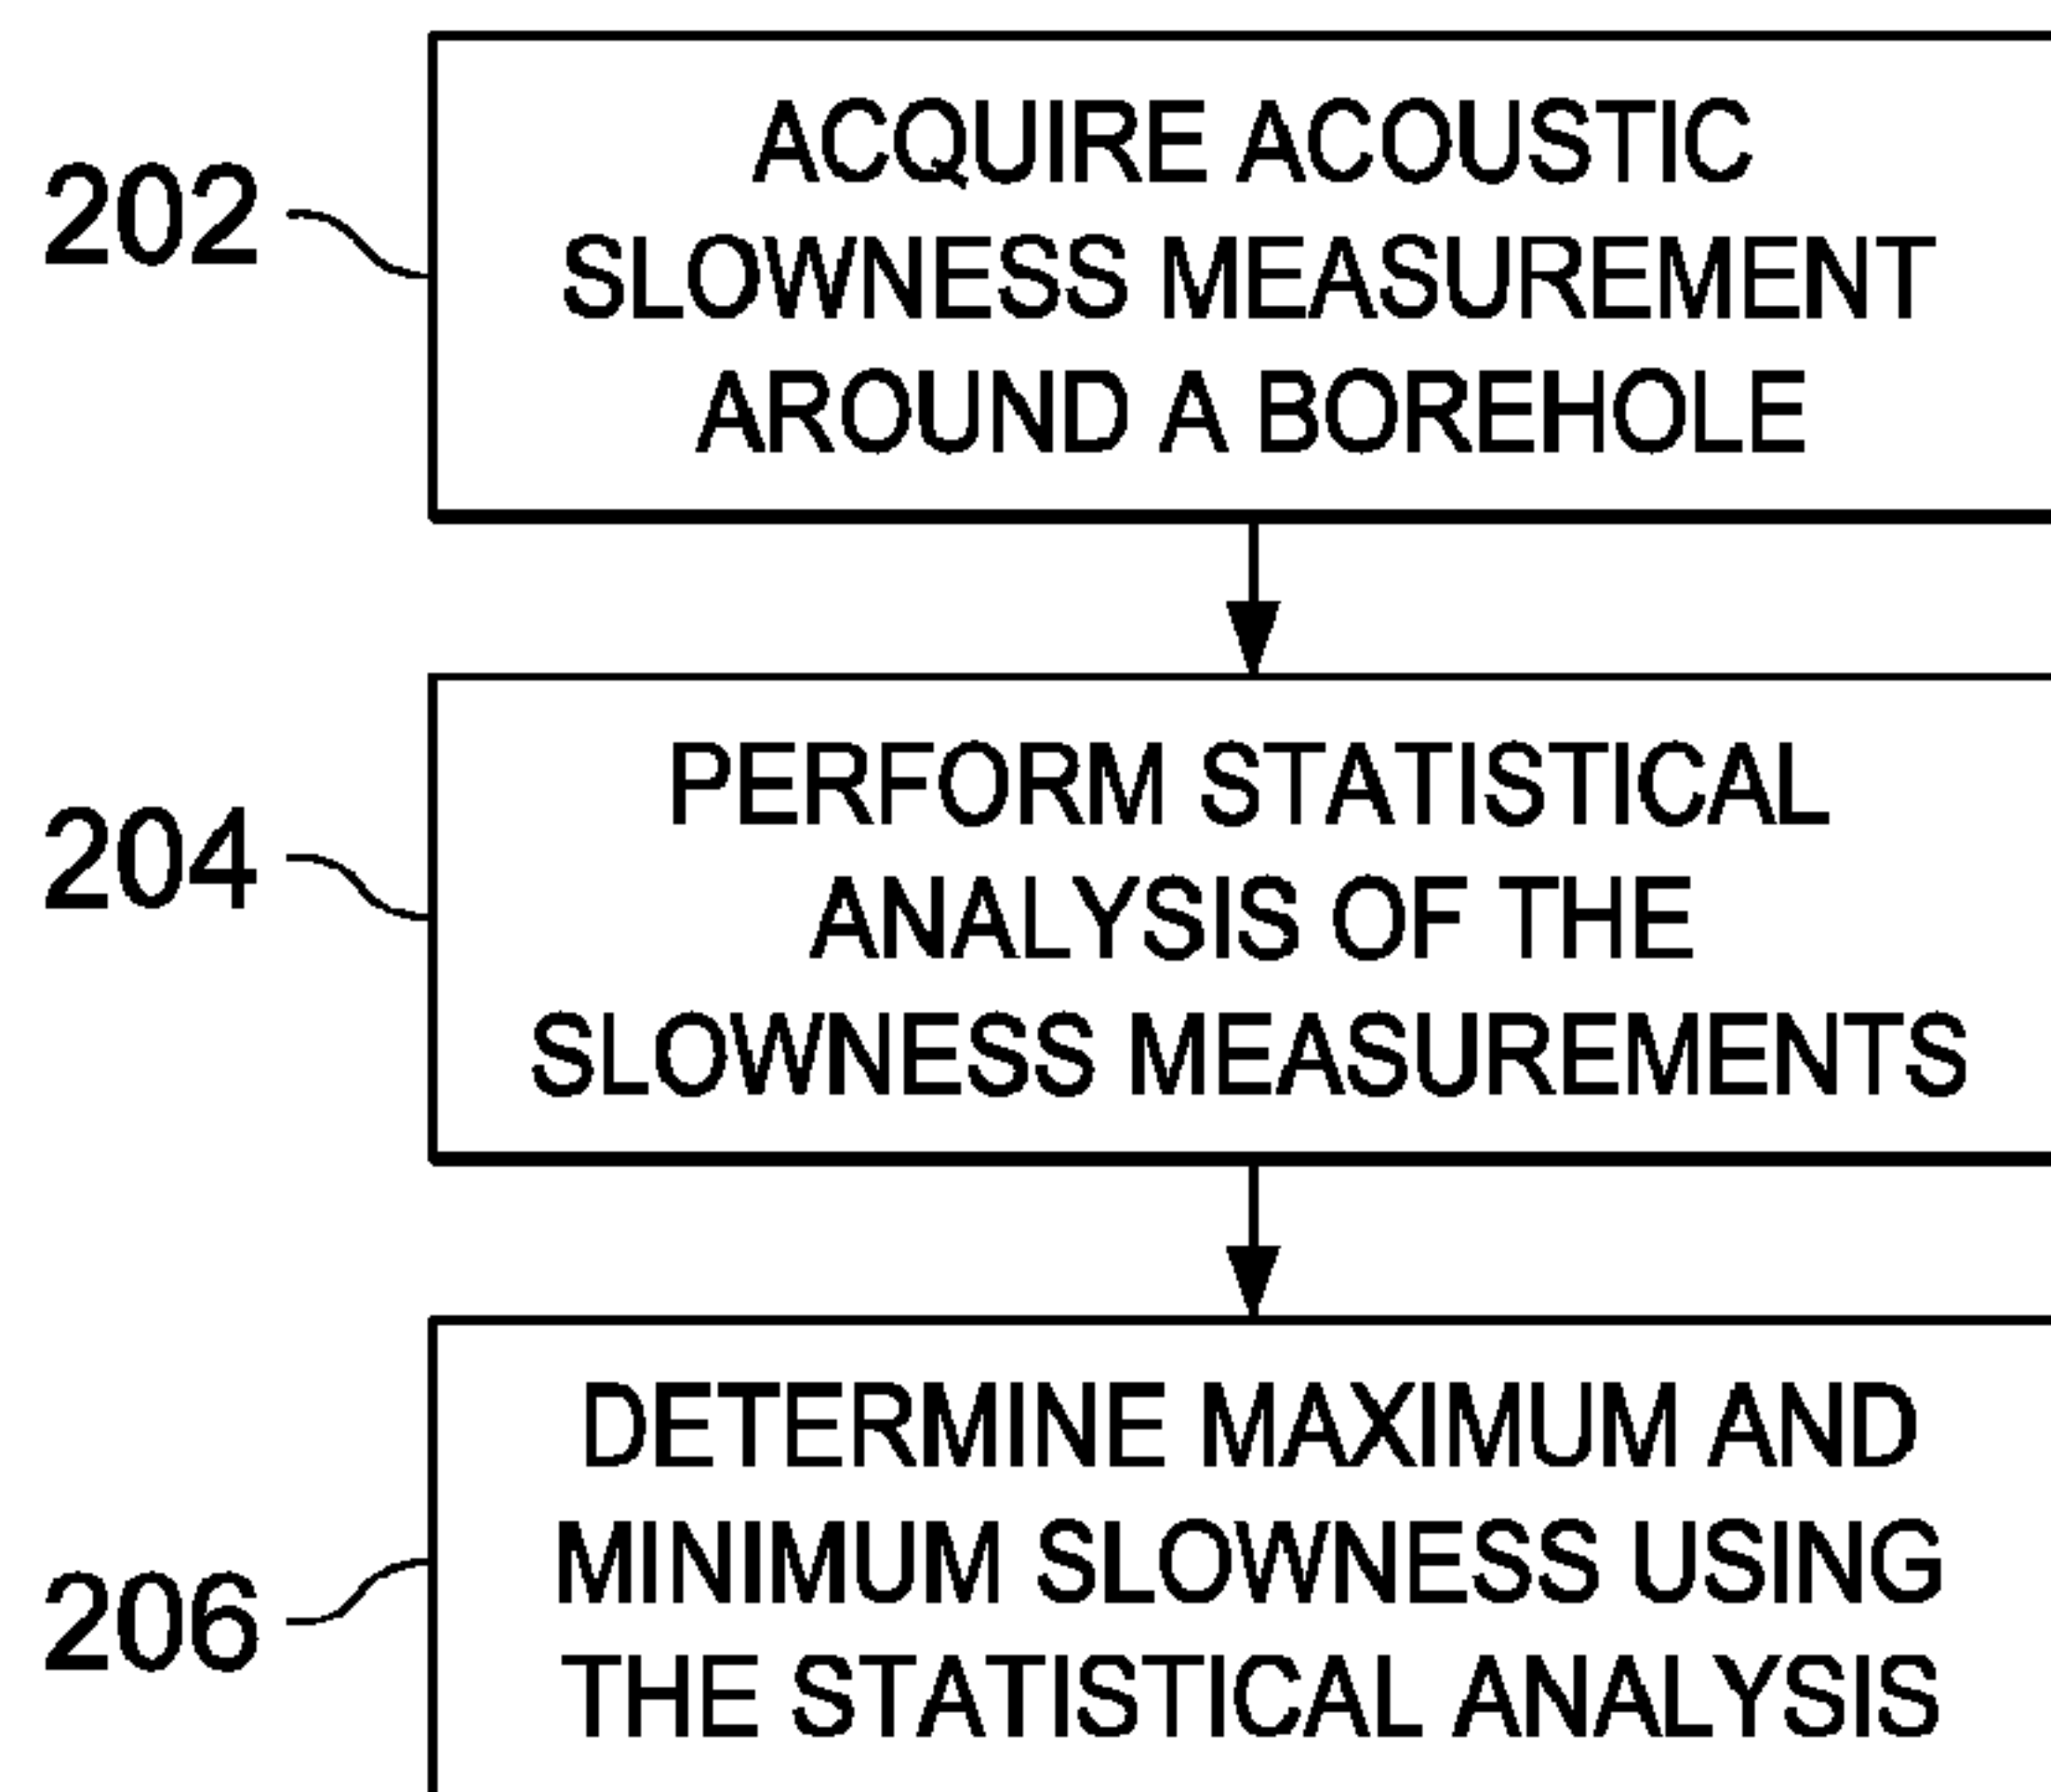 202
ACQUIRE ACOUSTIC
SLOWNESS MEASUREMENT
AROUND A BOREHOLE
204
PERFORM STATISTICAL
ANALYSIS OF THE
SLOWNESS MEASUREMENTS
206
DETERMINE MAXIMUM AND
MINIMUM SLOWNESS USING
THE STATISTICAL ANALYSIS